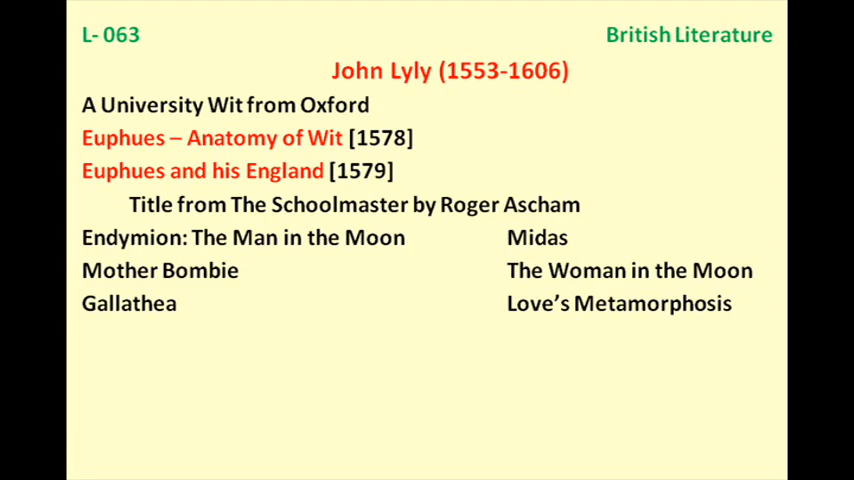 L- 063 British Literature
John Lyly (1553-1606)
A University Wit from Oxford
Euphues – Anatomy of Wit [1578]
Euphues and his England [1579]
Title from The Schoolmaster by Roger Ascham
Endymion: The Man in the Moon Midas
Mother Bombie The Woman in the Moon
Gallathea Love’s Metamorphosis